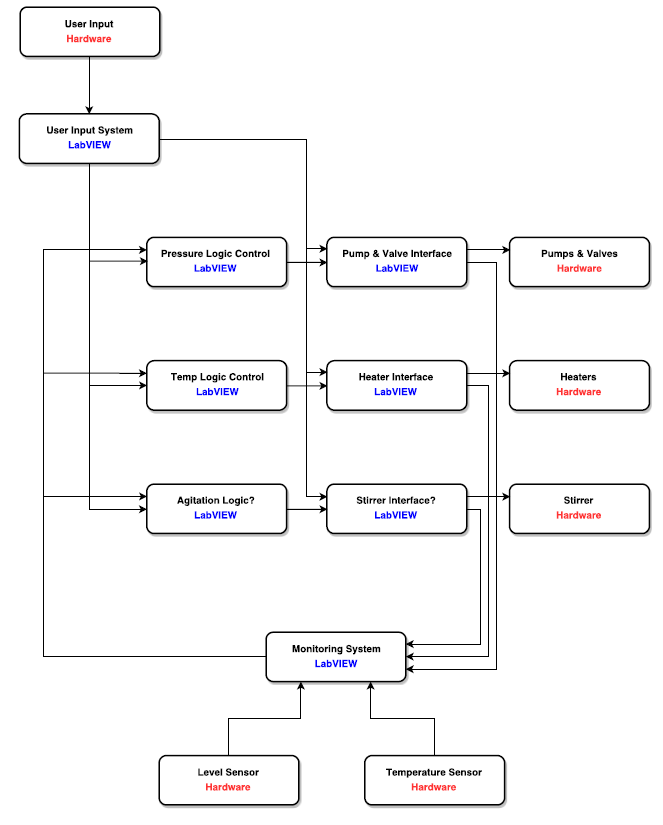 User Input
Hardware
User Input System
LabVIEW
Pressure Logic Control
LabVIEW
Pump & Valve Interface
LabVIEW
Pumps & Valves
Hardware
Temp Logic Control
LabVIEW
Heater Interface
LabVIEW
Heaters
Hardware
Agitation Logic?
LabVIEW
Stirrer Interface?
LabVIEW
Stirrer
Hardware
Monitoring System
LabVIEW
Level Sensor
Hardware
Temperature Sensor
Hardware